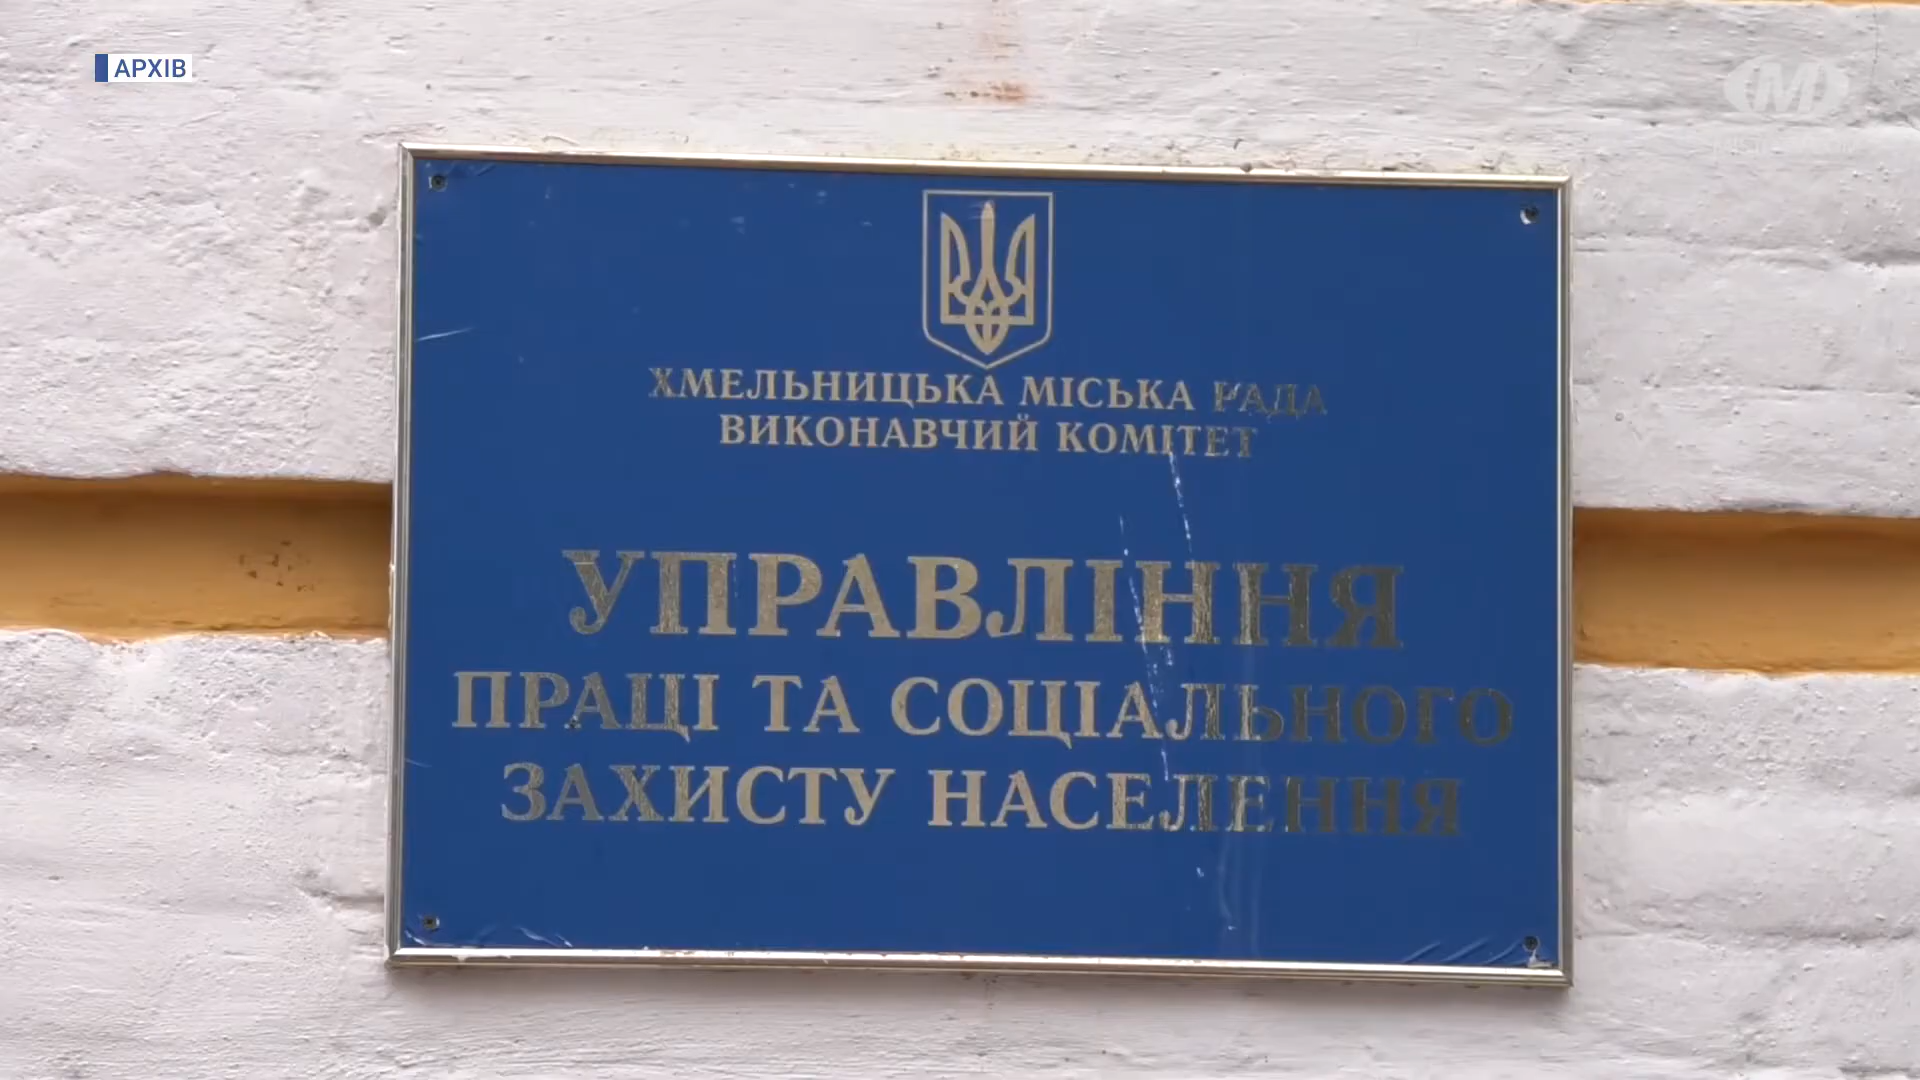 АРХІВ
ХМЕЛЬНИЦЬКА МІСЬКА РАДА
ВИКОНАВЧИЙ КОМІТЕТ
УПРАВЛІННЯ
ПРАЦІ ТА СОЦІАЛЬНОГО
ЗАХИСТУ НАСЕЛЕННЯ